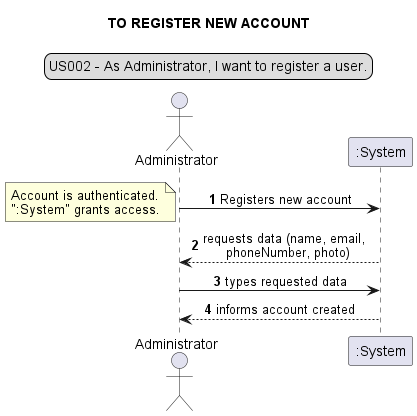 TO REGISTER NEW ACCOUNT
US002 - As Administrator, I want to register a user.
Administrator
:System
Account is authenticated.
":System" grants access.
1 Registers new account
2 requests data (name, email,
phoneNumber, photo)
3 types requested data
4 informs account created
Administrator
:System